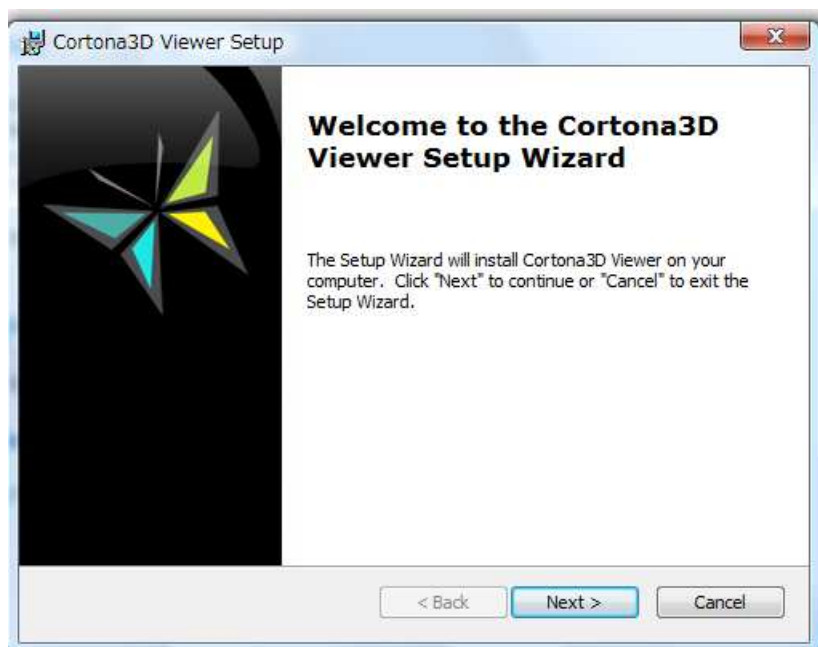 Cortona3D Viewer Setup
Welcome to the Cortona3D
Viewer Setup Wizard
The Setup Wizard will install Cortona3D Viewer on your
computer. Click "Next" to continue or "Cancel" to exit the
Setup Wizard.
< Back Next > Cancel